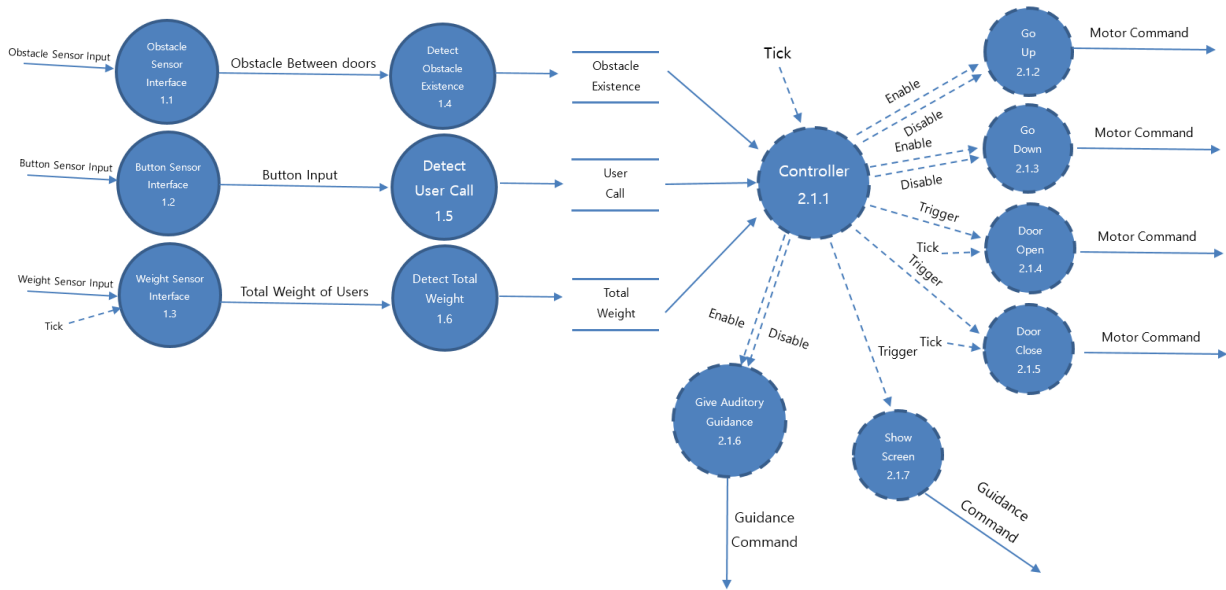 Obstacle Sensor Input
Obstacle
Sensor
Interface
1.1
Obstacle Between doors
Detect
Obstacle
Existence
1.4
Obstacle
Existence
Button Sensor Input
Button Sensor
Interface
1.2
Button Input
Detect
User Call
1.5
User
Call
Weight Sensor Input
Tick
Weight Sensor
Interface
1.3
Total Weight of Users
Detect Total
Weight
1.6
Total
Weight
Tick
Controller
2.1.1
Enable
Disable
Go
Up
2.1.2
Motor Command
Enable
Disable
Go
Down
2.1.3
Motor Command
Trigger
Tick
Door
Open
2.1.4
Motor Command
Trigger
Tick
Door
Close
2.1.5
Motor Command
Enable
Disable
Give Auditory
Guidance
2.1.6
Guidance
Command
Trigger
Show
Screen
2.1.7
Guidance
Command